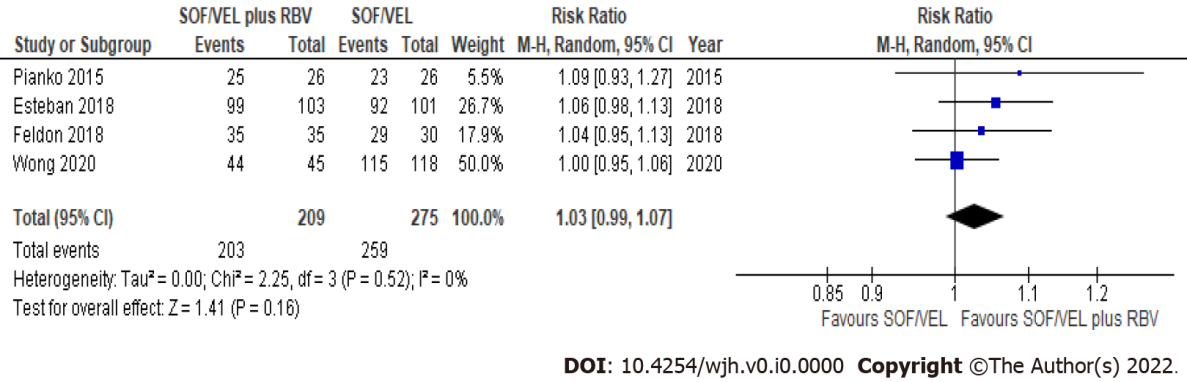 SOF/VEL plus RBV SOF/VEL Risk Ratio Risk Ratio
Study or Subgroup Events Total Events Total Weight M-H, Random, 95% CI Year M-H, Random, 95% CI
Pianko 2015 25 26 23 26 5.5% 1.09 [0.93, 1.27] 2015
Esteban 2018 99 103 92 101 26.7% 1.06 [0.98, 1.13] 2018
Feldon 2018 35 35 29 30 17.9% 1.04 [0.95, 1.13] 2018
Wong 2020 44 45 115 118 50.0% 1.00 [0.95, 1.06] 2020
Total (95% CI) 209 275 100.0% 1.03 [0.99, 1.07]
Total events 203 259
Heterogeneity: Tau² = 0.00; Chi² = 2.25, df = 3 (P = 0.52); I² = 0%
Test for overall effect: Z = 1.41 (P = 0.16)
0.85 0.9 1 1.1 1.2
Favours SOF/VEL Favours SOF/VEL plus RBV
DOI: 10.4254/wjh.v0.i0.0000 Copyright ©The Author(s) 2022.